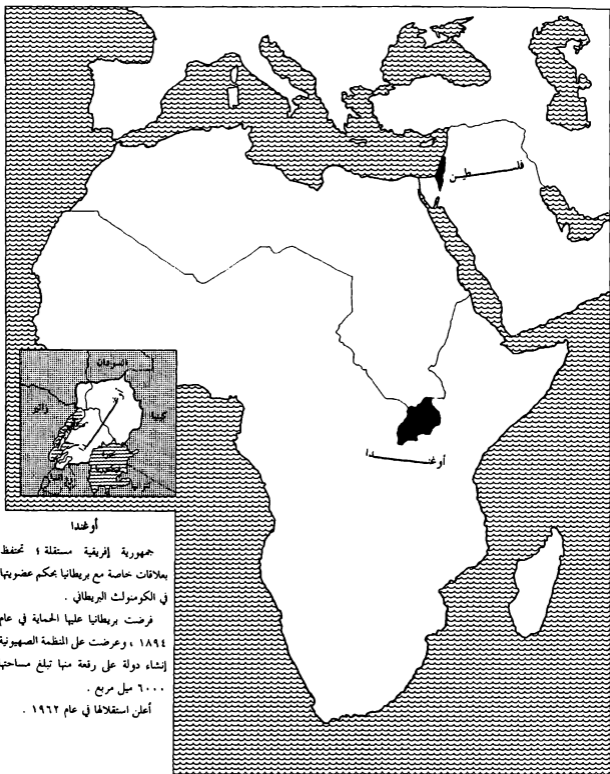 فلـسـطين
أوغنـدا
السودان
زائير
كينيا
أوغندا
جمهورية إفريقية مستقلة ؛ تحتفظ
بعلاقات خاصة مع بريطانيا بحكم عضويتها
في الكومنولث البريطاني .
فرضت بريطانيا عليها الحماية في عام
١٨٩٤ ، وعرضت على المنظمة الصهيونية
إنشاء دولة على رقعة منها تبلغ مساحتها
٦٠٠٠ ميل مربع .
أعلن استقلالها في عام ١٩٦٢ .